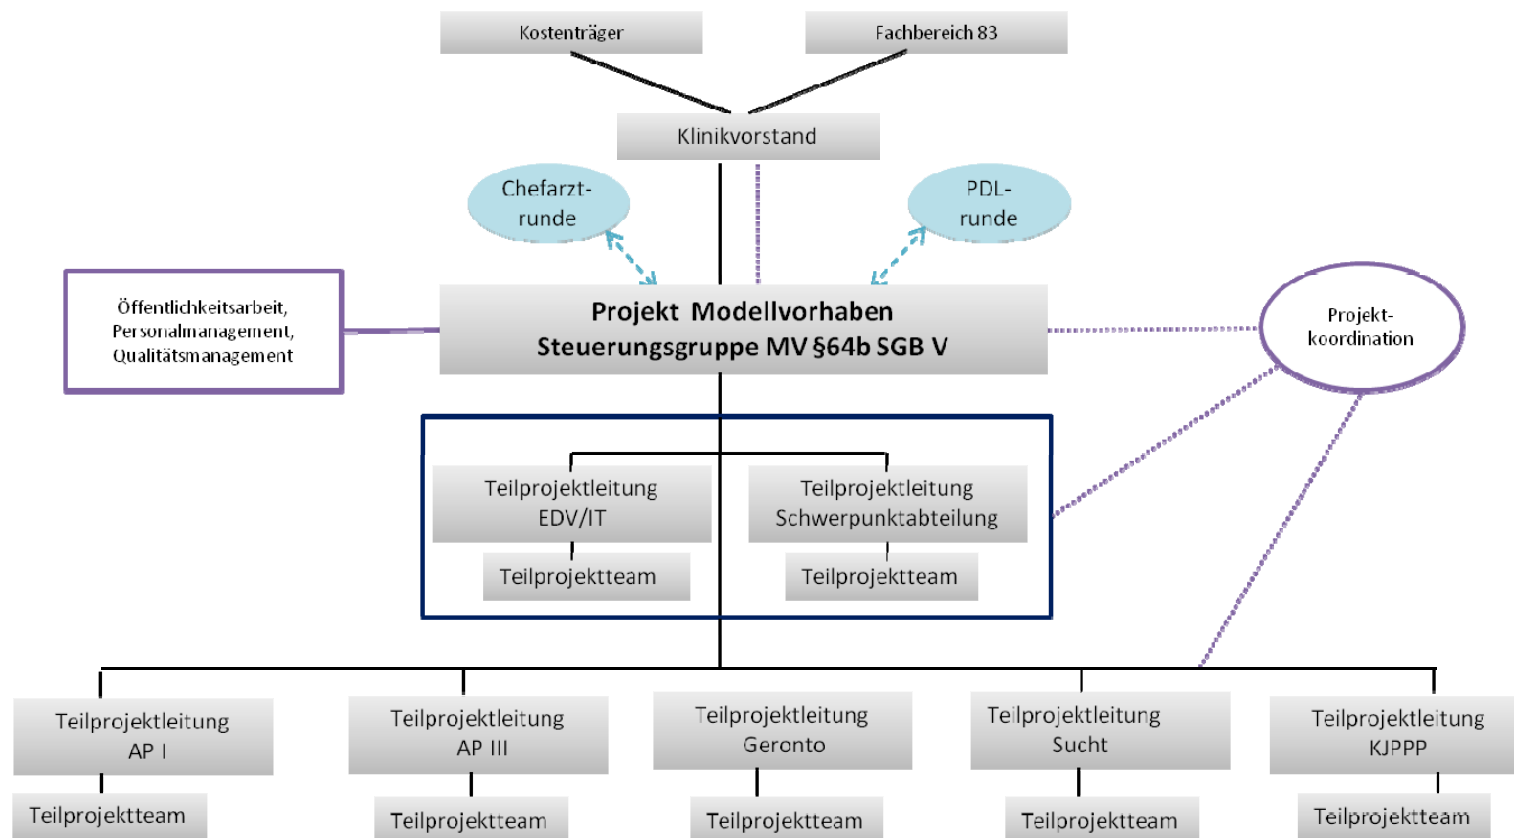 Kostenträger
Fachbereich 83
Klinikvorstand
Chefarzt-
runde
PDL-
runde
Öffentlichkeitsarbeit,
Personalmanagement,
Qualitätsmanagement
Projekt Modellvorhaben
Steuerungsgruppe MV §64b SGB V
Projekt-
koordination
Teilprojektleitung
EDV/IT
Teilprojektteam
Teilprojektleitung
Schwerpunktabteilung
Teilprojektteam
Teilprojektleitung
AP I
Teilprojektteam
Teilprojektleitung
AP III
Teilprojektteam
Teilprojektleitung
Geronto
Teilprojektteam
Teilprojektleitung
Sucht
Teilprojektteam
Teilprojektleitung
KJPPP
Teilprojektteam